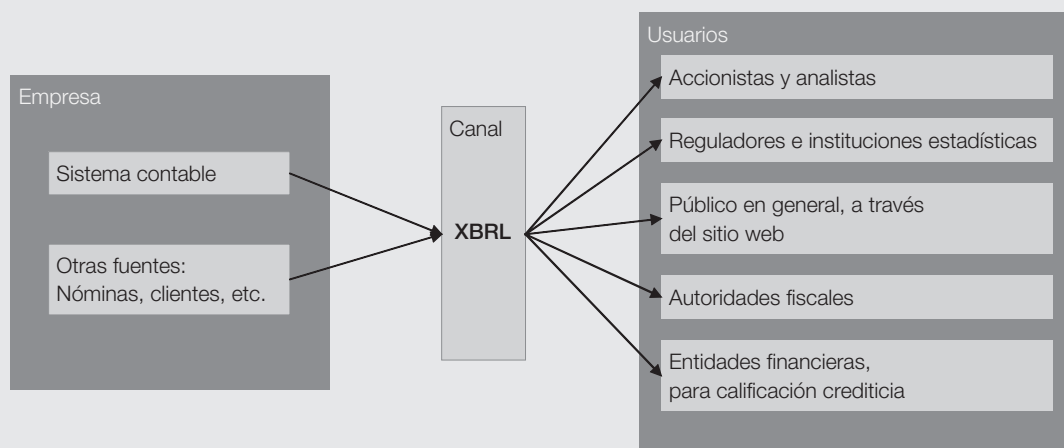 Empresa
Sistema contable
Otras fuentes:
Nóminas, clientes, etc.
Canal
XBRL
Usuarios
Accionistas y analistas
Reguladores e instituciones estadísticas
Público en general, a través
del sitio web
Autoridades fiscales
Entidades financieras,
para calificación crediticia